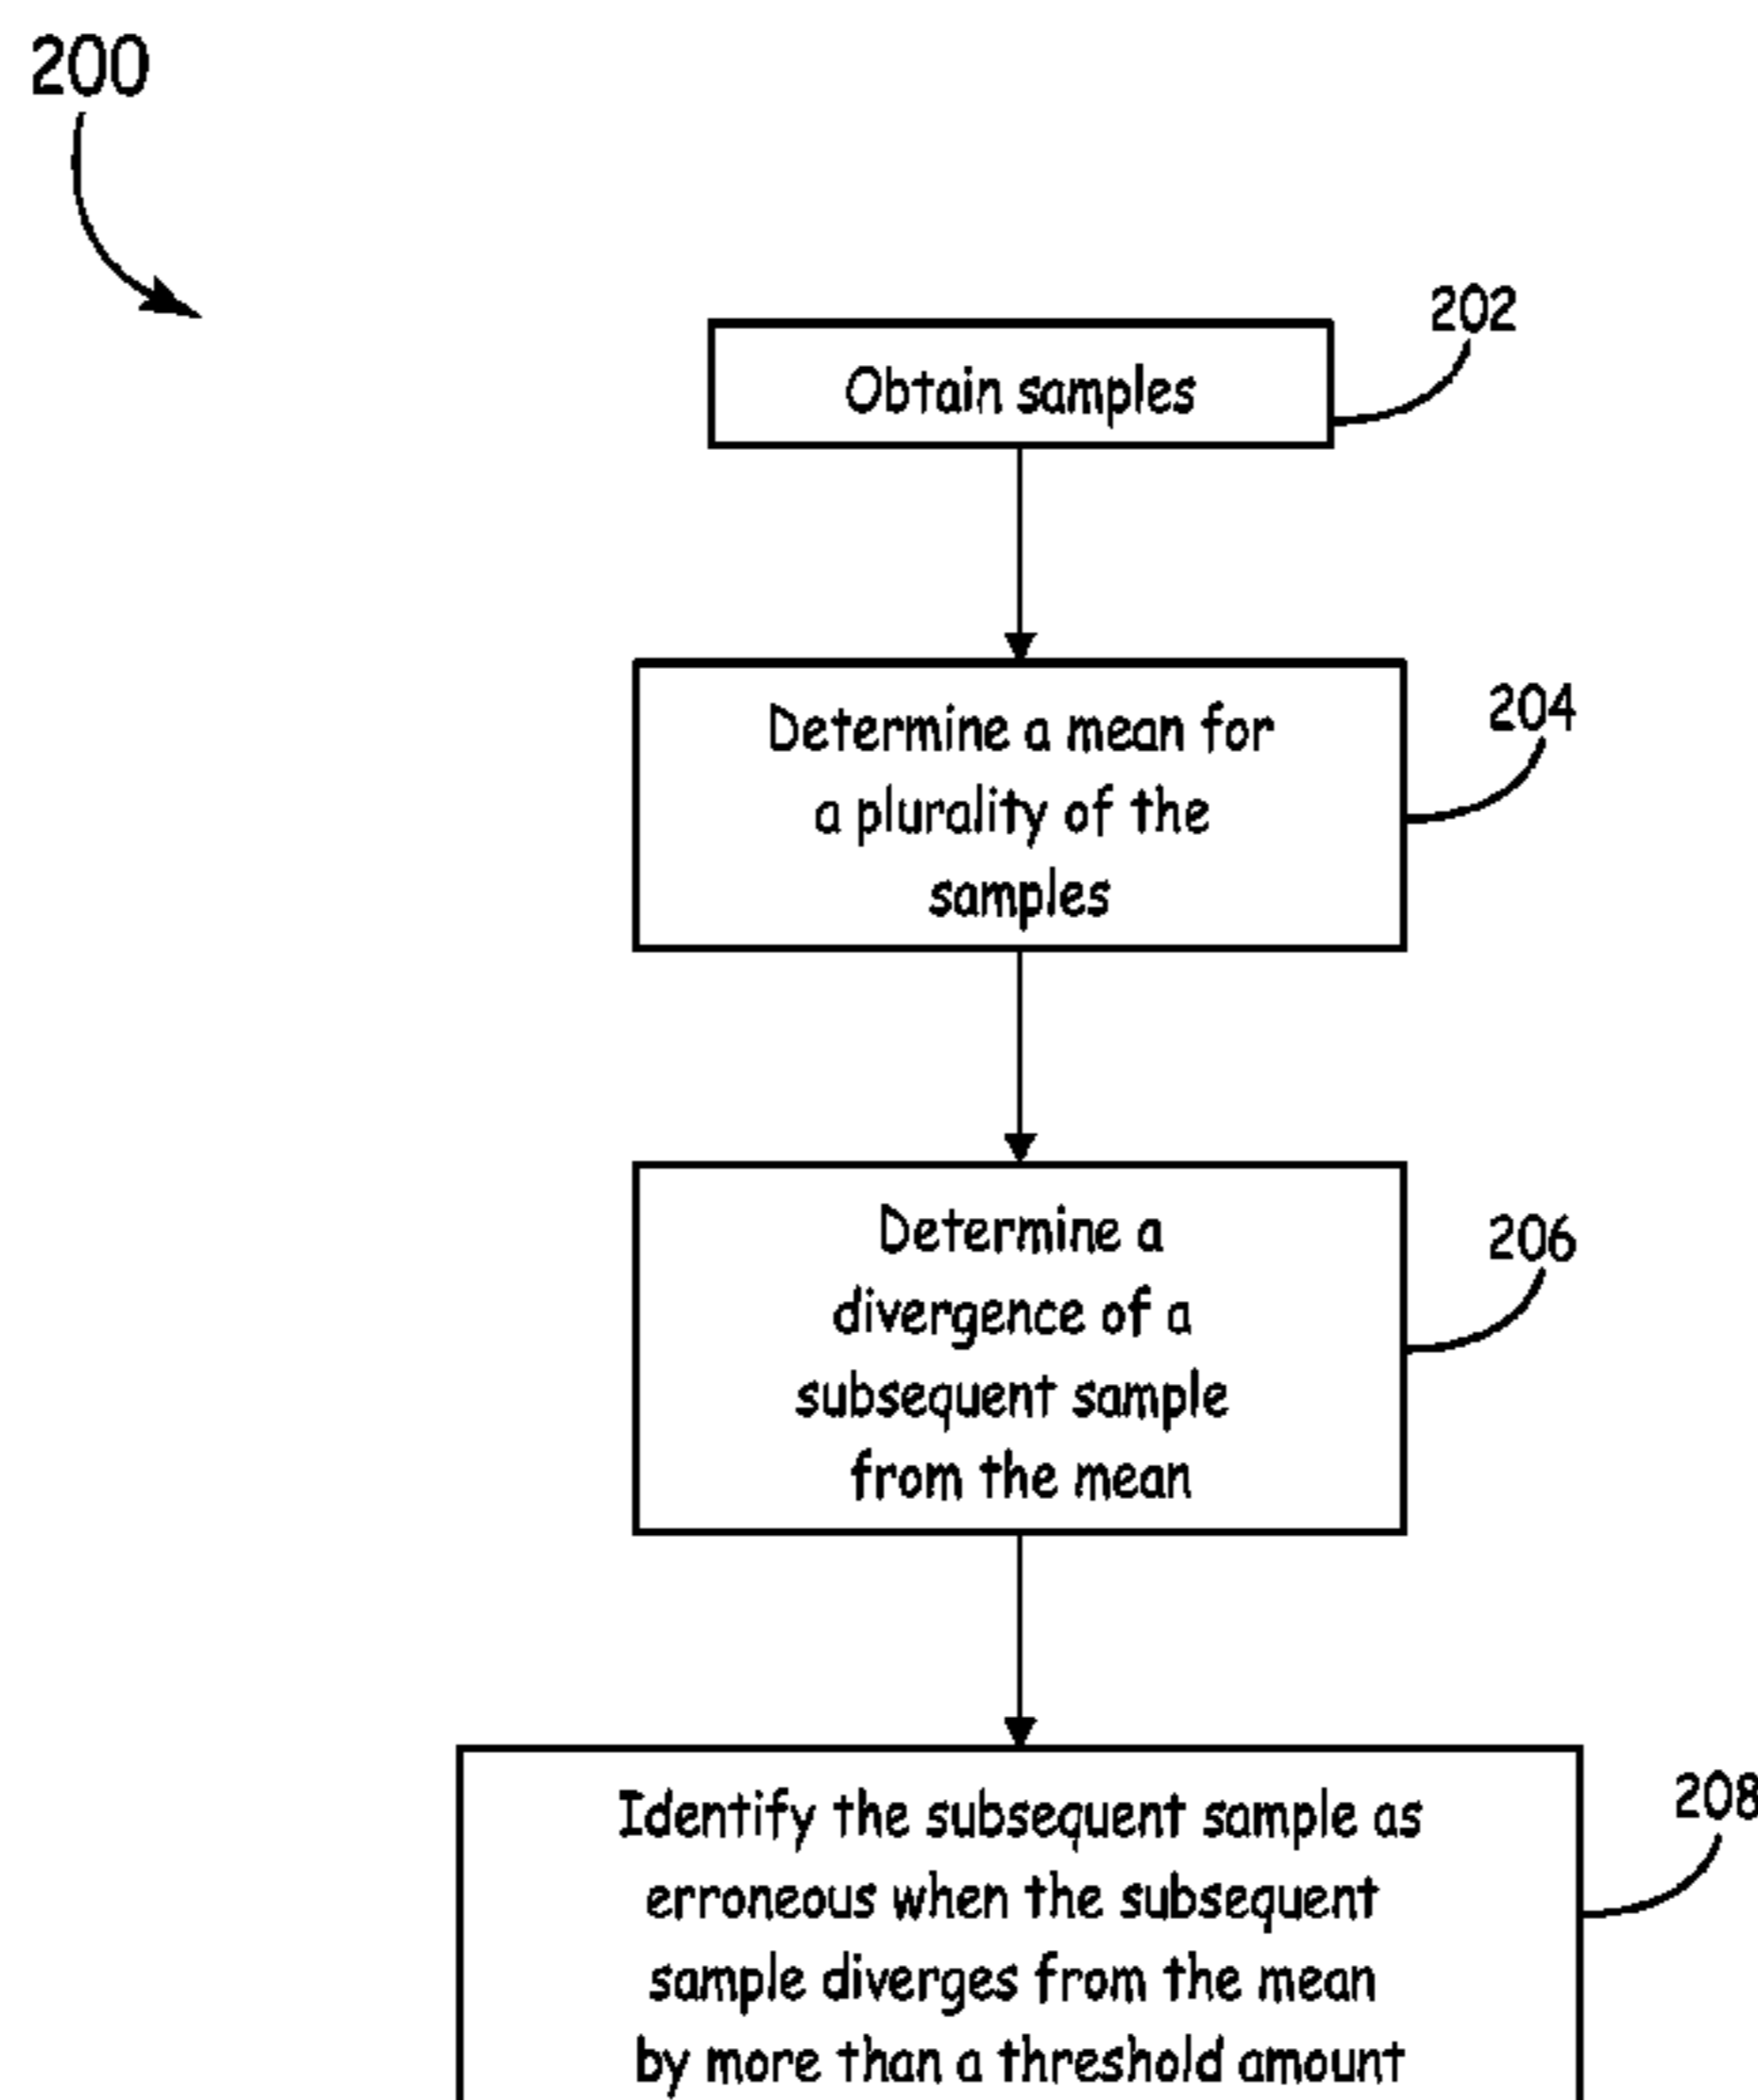 200
202
Obtain samples
204
Determine a mean for
a plurality of the
samples
206
Determine a
divergence of a
subsequent sample
from the mean
208
Identify the subsequent sample as
erroneous when the subsequent
sample diverges from the mean
by more than a threshold amount